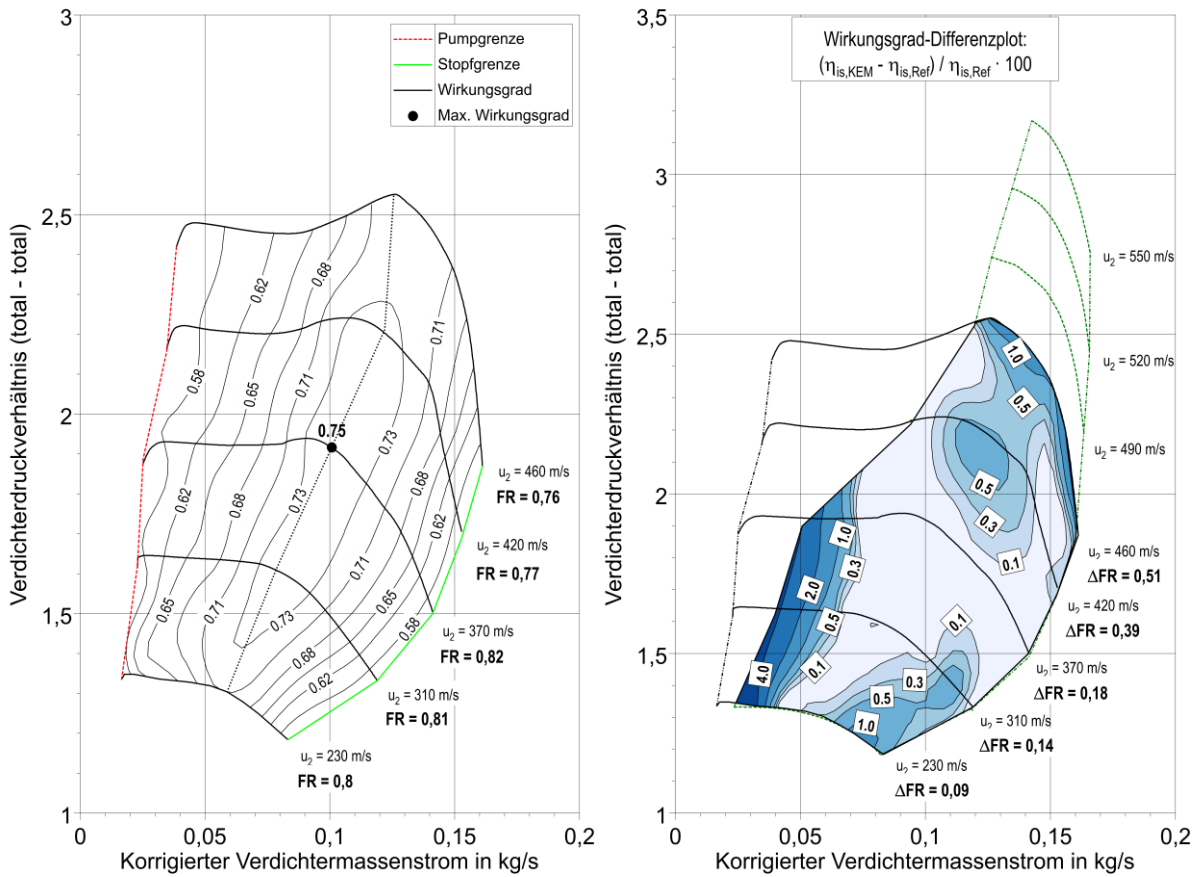 3
2,5
2
1,5
1
0
0,05
0,1
0,15
0,2
Verdichterdruckverhältnis (total - total)
Korrigierter Verdichtermassenstrom in kg/s
Pumpgrenze
Stopfgrenze
Wirkungsgrad
Max. Wirkungsgrad
0.62
0.68
0.58
0.65
0.71
0.71
0.75
0.73
0.62
0.68
0.73
0.68
0.62
0.71
0.65
0.71
0.73
0.65
0.58
0.68
0.62
u2 = 460 m/s
FR = 0,76
u2 = 420 m/s
FR = 0,77
u2 = 370 m/s
FR = 0,82
u2 = 310 m/s
FR = 0,81
u2 = 230 m/s
FR = 0,8
3,5
3
2,5
2
1,5
1
0
0,05
0,1
0,15
0,2
Verdichterdruckverhältnis (total - total)
Korrigierter Verdichtermassenstrom in kg/s
Wirkungsgrad-Differenzplot:
(ηis,KEM - ηis,Ref) / ηis,Ref · 100
u2 = 550 m/s
u2 = 520 m/s
u2 = 490 m/s
1.0
0.5
0.5
0.3
0.1
1.0
0.3
2.0
0.5
0.1
4.0
0.1
0.3
0.5
1.0
u2 = 460 m/s
ΔFR = 0,51
u2 = 420 m/s
ΔFR = 0,39
u2 = 370 m/s
ΔFR = 0,18
u2 = 310 m/s
ΔFR = 0,14
u2 = 230 m/s
ΔFR = 0,09